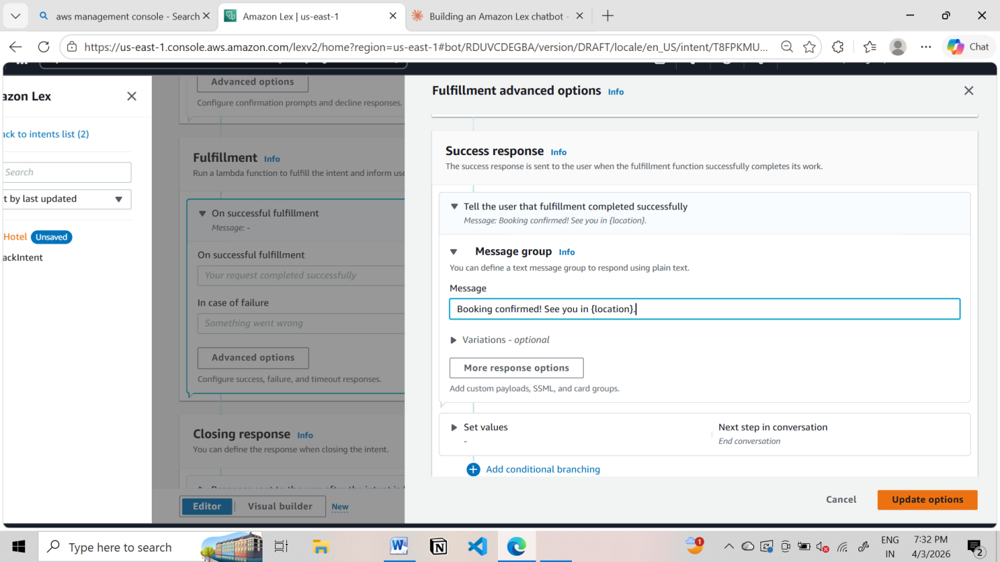 aws management console - Search
Amazon Lex | us-east-1
Building an Amazon Lex chatbot -
https://us-east-1.console.aws.amazon.com/lexv2/home?region=us-east-1#bot/RDUVCDEGBA/version/DRAFT/locale/en_US/intent/T8FPKMU...
Chat
azon Lex
ack to intents list (2)
Search
t by last updated
Hotel Unsaved
ackIntent
Advanced options
Configure confirmation prompts and decline responses.
Fulfillment Info
Run a lambda function to fulfill the intent and inform use
On successful fulfillment
Message: -
On successful fulfillment
Your request completed successfully
In case of failure
Something went wrong
Advanced options
Configure success, failure, and timeout responses.
Closing response Info
You can define the response when closing the intent.
Editor
Visual builder
New
Fulfillment advanced options Info
Success response Info
The success response is sent to the user when the fulfillment function successfully completes its work.
Tell the user that fulfillment completed successfully
Message: Booking confirmed! See you in {location}.
Message group Info
You can define a text message group to respond using plain text.
Message
Booking confirmed! See you in {location}.
Variations - optional
More response options
Add custom payloads, SSML, and card groups.
Set values
-
Next step in conversation
End conversation
Add conditional branching
Cancel
Update options
Type here to search
1
ENG
IN
7:32 PM
4/3/2026
2